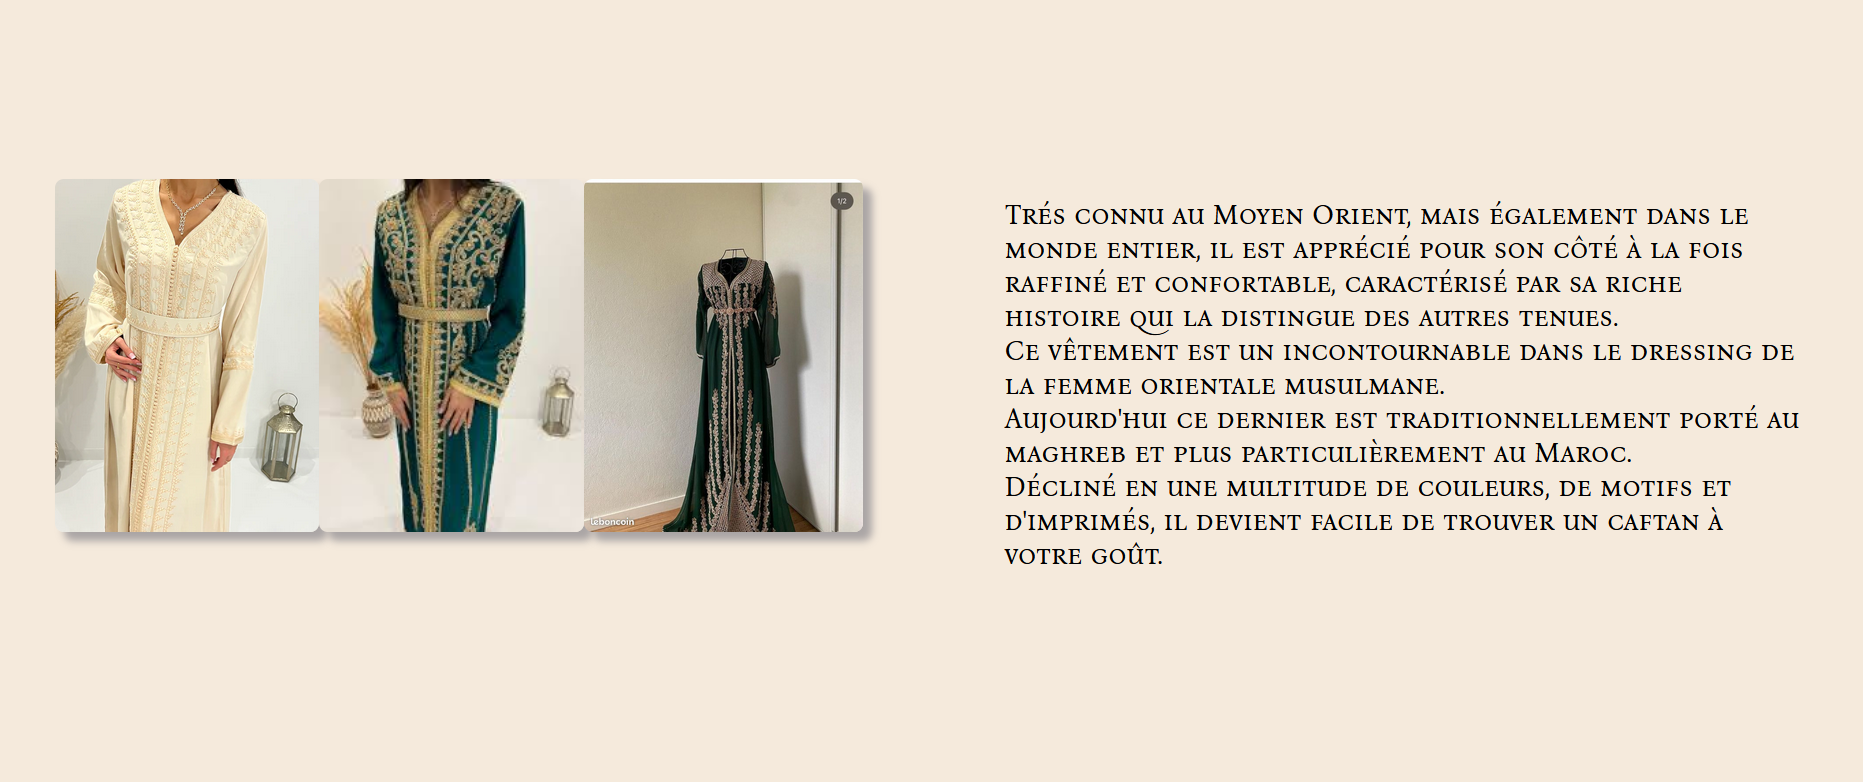 1/2
leboncoin
Trés connu au Moyen Orient, mais également dans le
monde entier, il est apprécié pour son côté à la fois
raffiné et confortable, caractérisé par sa riche
histoire qui la distingue des autres tenues.
Ce vêtement est un incontournable dans le dressing de
la femme orientale musulmane.
Aujourd'hui ce dernier est traditionnellement porté au
maghreb et plus particulièrement au Maroc.
Décliné en une multitude de couleurs, de motifs et
d'imprimés, il devient facile de trouver un caftan à
votre goût.